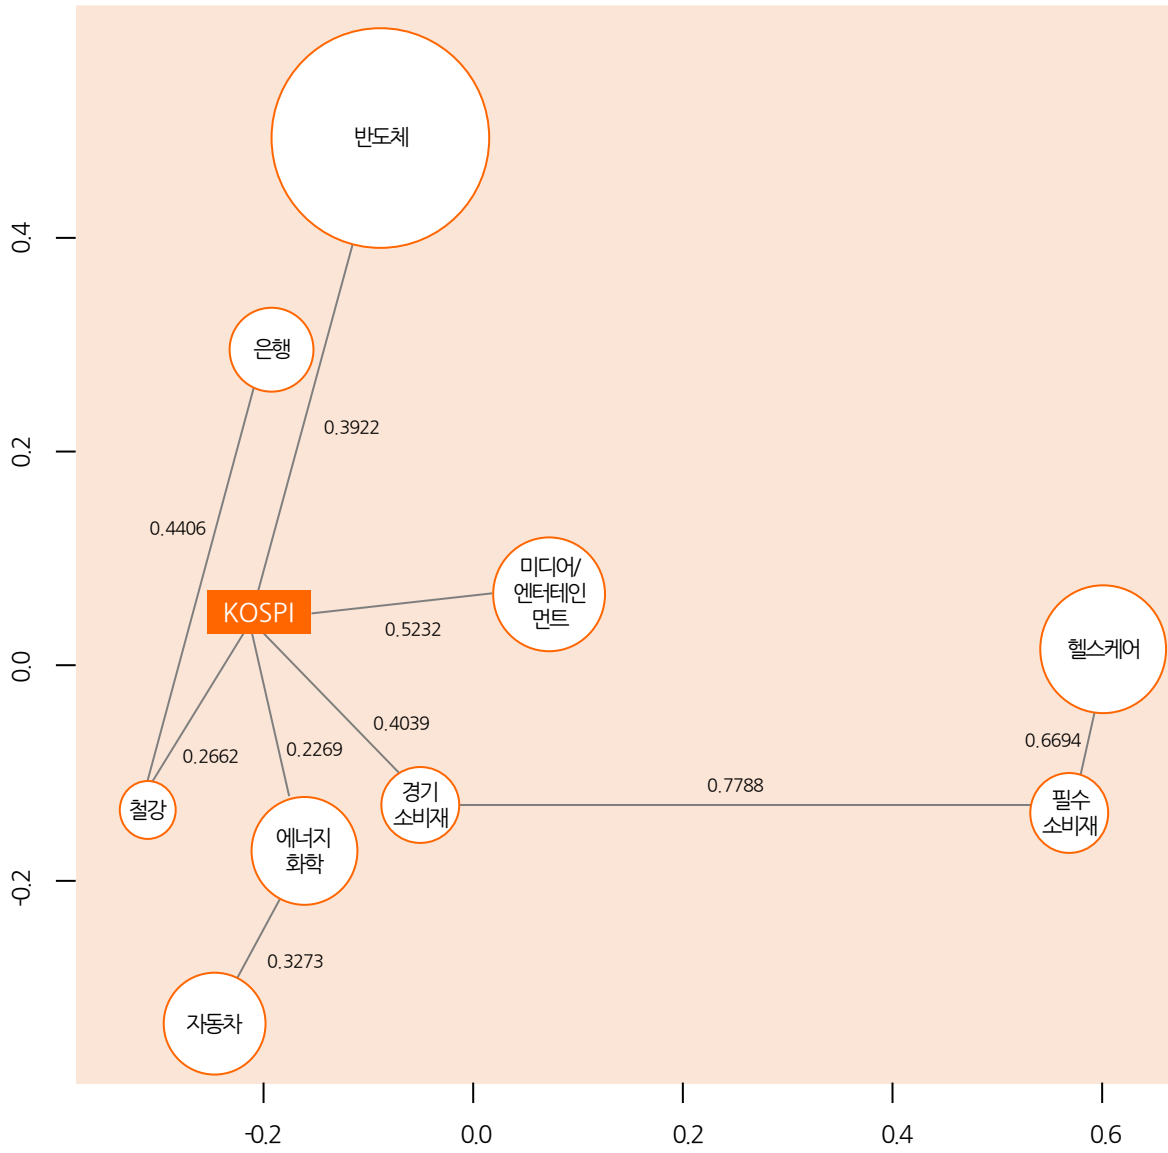 반도체
0.4
은행
0.3922
0.2
0.4406
미디어/
엔터테인
먼트
KOSPI
0.5232
헬스케어
0.0
0.4039
0.6694
0.2269
0.2662
0.7788
경기
소비재
필수
소비재
철강
에너지
화학
-0.2
0.3273
자동차
-0.2
0.0
0.2
0.4
0.6